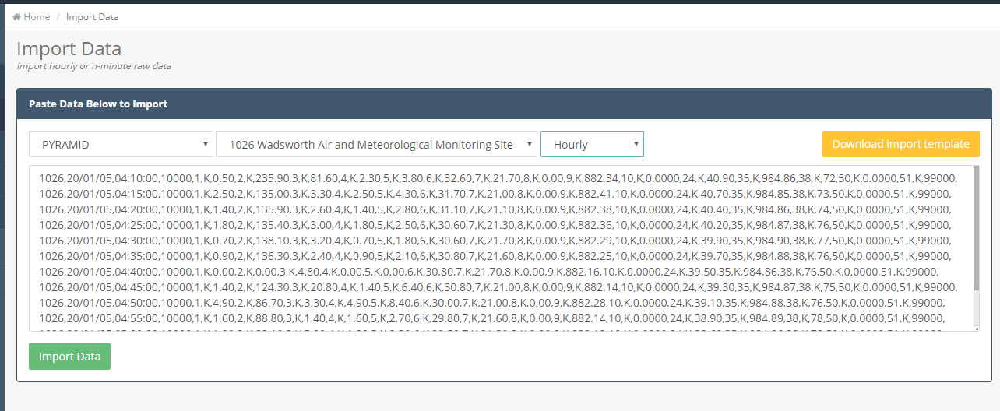 Home / Import Data
Import Data
Import hourly or n-minute raw data
Paste Data Below to Import
PYRAMID
1026 Wadsworth Air and Meteorological Monitoring Site
Hourly
Download import template
1026,20/01/05,04:10:00,10000,1,K,0.50,2,K,235.90,3,K,81.60,4,K,2.30,5,K,3.80,6,K,32.60,7,K,21.70,8,K,0.00,9,K,882.34,10,K,0.0000,24,K,40.90,35,K,984.86,38,K,72,50,K,0.0000,51,K,99000,
1026,20/01/05,04:15:00,10000,1,K,2.50,2,K,135.00,3,K,3.30,4,K,2.50,5,K,4.30,6,K,31.70,7,K,21.00,8,K,0.00,9,K,882.41,10,K,0.0000,24,K,40.70,35,K,984.85,38,K,73,50,K,0.0000,51,K,99000,
1026,20/01/05,04:20:00,10000,1,K,1.40,2,K,135.90,3,K,2.60,4,K,1.40,5,K,2.80,6,K,31.10,7,K,21.10,8,K,0.00,9,K,882.38,10,K,0.0000,24,K,40.40,35,K,984.86,38,K,74,50,K,0.0000,51,K,99000,
1026,20/01/05,04:25:00,10000,1,K,1.80,2,K,135.40,3,K,3.00,4,K,1.80,5,K,2.50,6,K,30.60,7,K,21.30,8,K,0.00,9,K,882.36,10,K,0.0000,24,K,40.20,35,K,984.87,38,K,76,50,K,0.0000,51,K,99000,
1026,20/01/05,04:30:00,10000,1,K,0.70,2,K,138.10,3,K,3.20,4,K,0.70,5,K,1.80,6,K,30.60,7,K,21.70,8,K,0.00,9,K,882.29,10,K,0.0000,24,K,39.90,35,K,984.90,38,K,77,50,K,0.0000,51,K,99000,
1026,20/01/05,04:35:00,10000,1,K,0.90,2,K,136.30,3,K,2.40,4,K,0.90,5,K,2.10,6,K,30.80,7,K,21.60,8,K,0.00,9,K,882.25,10,K,0.0000,24,K,39.70,35,K,984.88,38,K,76,50,K,0.0000,51,K,99000,
1026,20/01/05,04:40:00,10000,1,K,0.00,2,K,0.00,3,K,4.80,4,K,0.00,5,K,0.00,6,K,30.80,7,K,21.70,8,K,0.00,9,K,882.16,10,K,0.0000,24,K,39.50,35,K,984.86,38,K,76,50,K,0.0000,51,K,99000,
1026,20/01/05,04:45:00,10000,1,K,1.40,2,K,124.30,3,K,20.80,4,K,1.40,5,K,6.40,6,K,30.80,7,K,21.00,8,K,0.00,9,K,882.14,10,K,0.0000,24,K,39.30,35,K,984.87,38,K,75,50,K,0.0000,51,K,99000,
1026,20/01/05,04:50:00,10000,1,K,4.90,2,K,86.70,3,K,3.30,4,K,4.90,5,K,8.40,6,K,30.00,7,K,21.00,8,K,0.00,9,K,882.28,10,K,0.0000,24,K,39.10,35,K,984.88,38,K,76,50,K,0.0000,51,K,99000,
1026,20/01/05,04:55:00,10000,1,K,1.60,2,K,88.80,3,K,1.40,4,K,1.60,5,K,2.70,6,K,29.80,7,K,21.60,8,K,0.00,9,K,882.14,10,K,0.0000,24,K,38.90,35,K,984.89,38,K,78,50,K,0.0000,51,K,99000,
Import Data